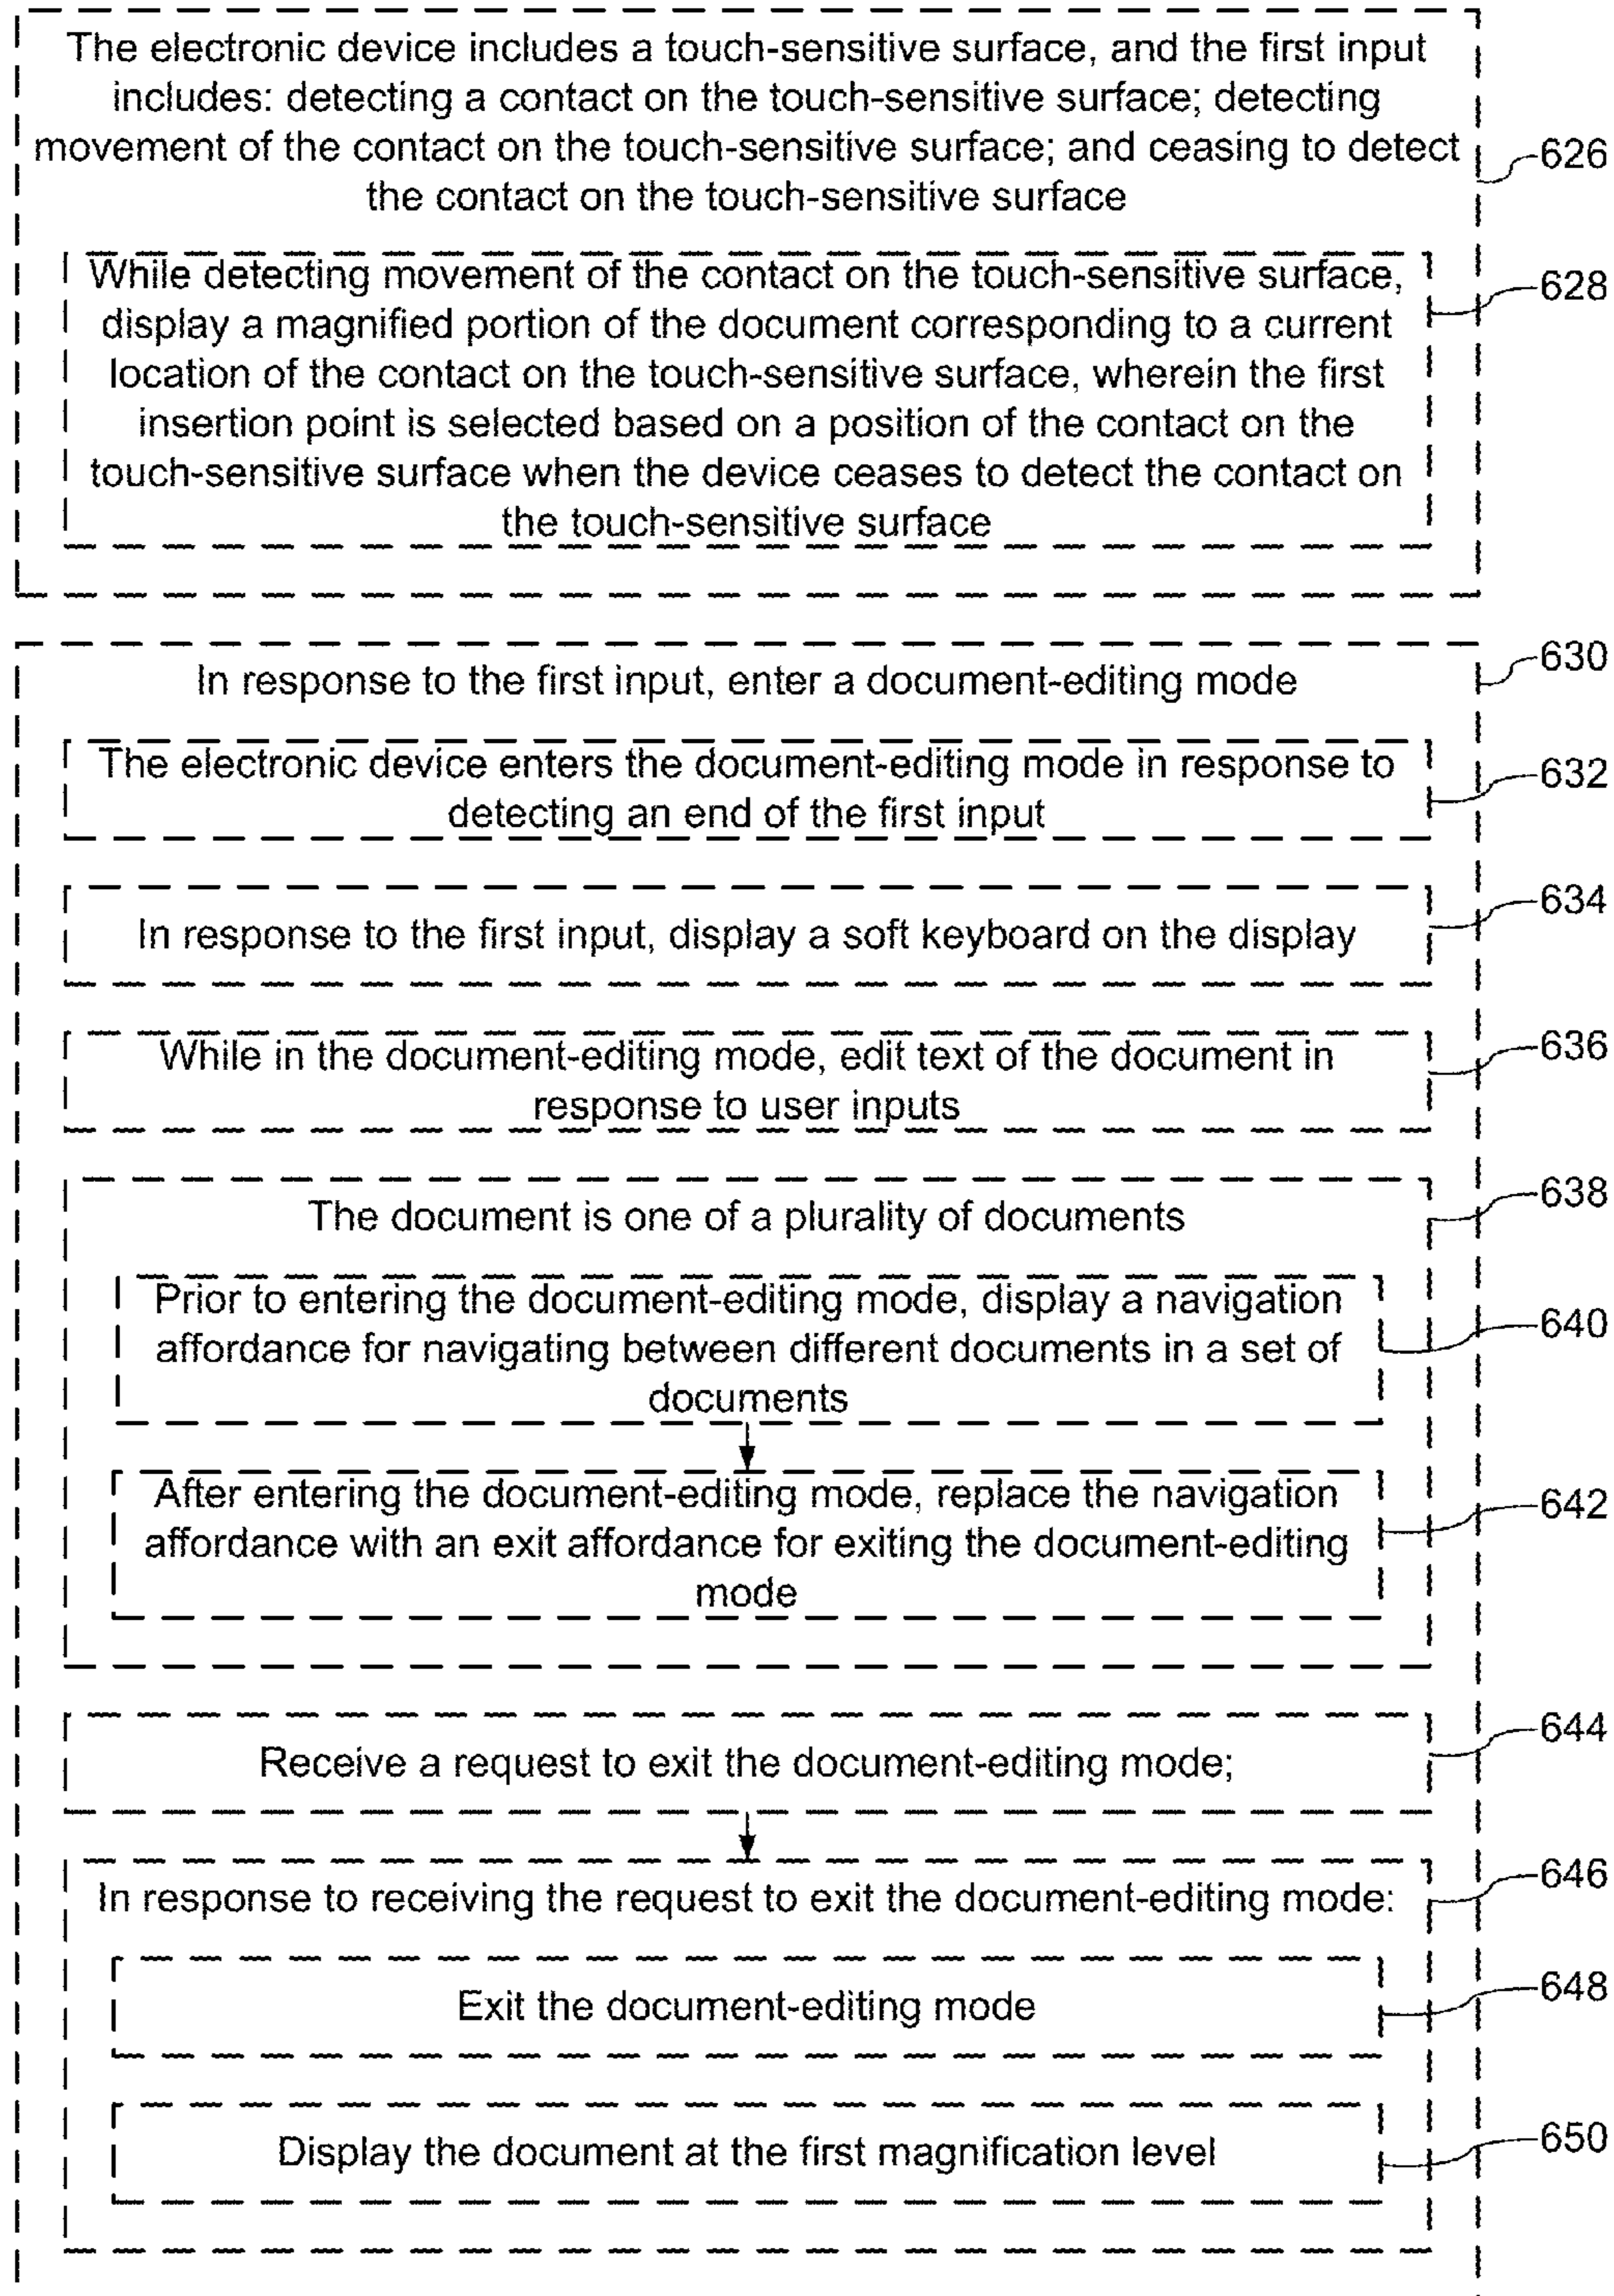 The electronic device includes a touch-sensitive surface, and the first input
includes: detecting a contact on the touch-sensitive surface; detecting
movement of the contact on the touch-sensitive surface; and ceasing to detect
the contact on the touch-sensitive surface
626
While detecting movement of the contact on the touch-sensitive surface,
display a magnified portion of the document corresponding to a current
location of the contact on the touch-sensitive surface, wherein the first
insertion point is selected based on a position of the contact on the
touch-sensitive surface when the device ceases to detect the contact on
the touch-sensitive surface
628
In response to the first input, enter a document-editing mode
630
The electronic device enters the document-editing mode in response to
detecting an end of the first input
632
In response to the first input, display a soft keyboard on the display
634
While in the document-editing mode, edit text of the document in
response to user inputs
636
The document is one of a plurality of documents
638
Prior to entering the document-editing mode, display a navigation
affordance for navigating between different documents in a set of
documents
640
After entering the document-editing mode, replace the navigation
affordance with an exit affordance for exiting the document-editing
mode
642
Receive a request to exit the document-editing mode;
644
In response to receiving the request to exit the document-editing mode:
646
Exit the document-editing mode
648
Display the document at the first magnification level
650